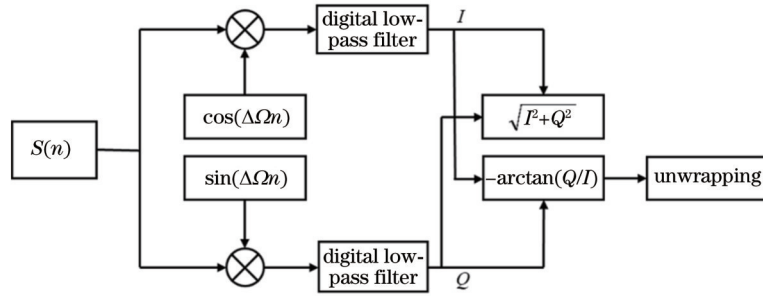 digital low-
pass filter
I
cos(ΔΩn)
√I²+Q²
S(n)
sin(ΔΩn)
−arctan(Q/I)
unwrapping
digital low-
pass filter
Q